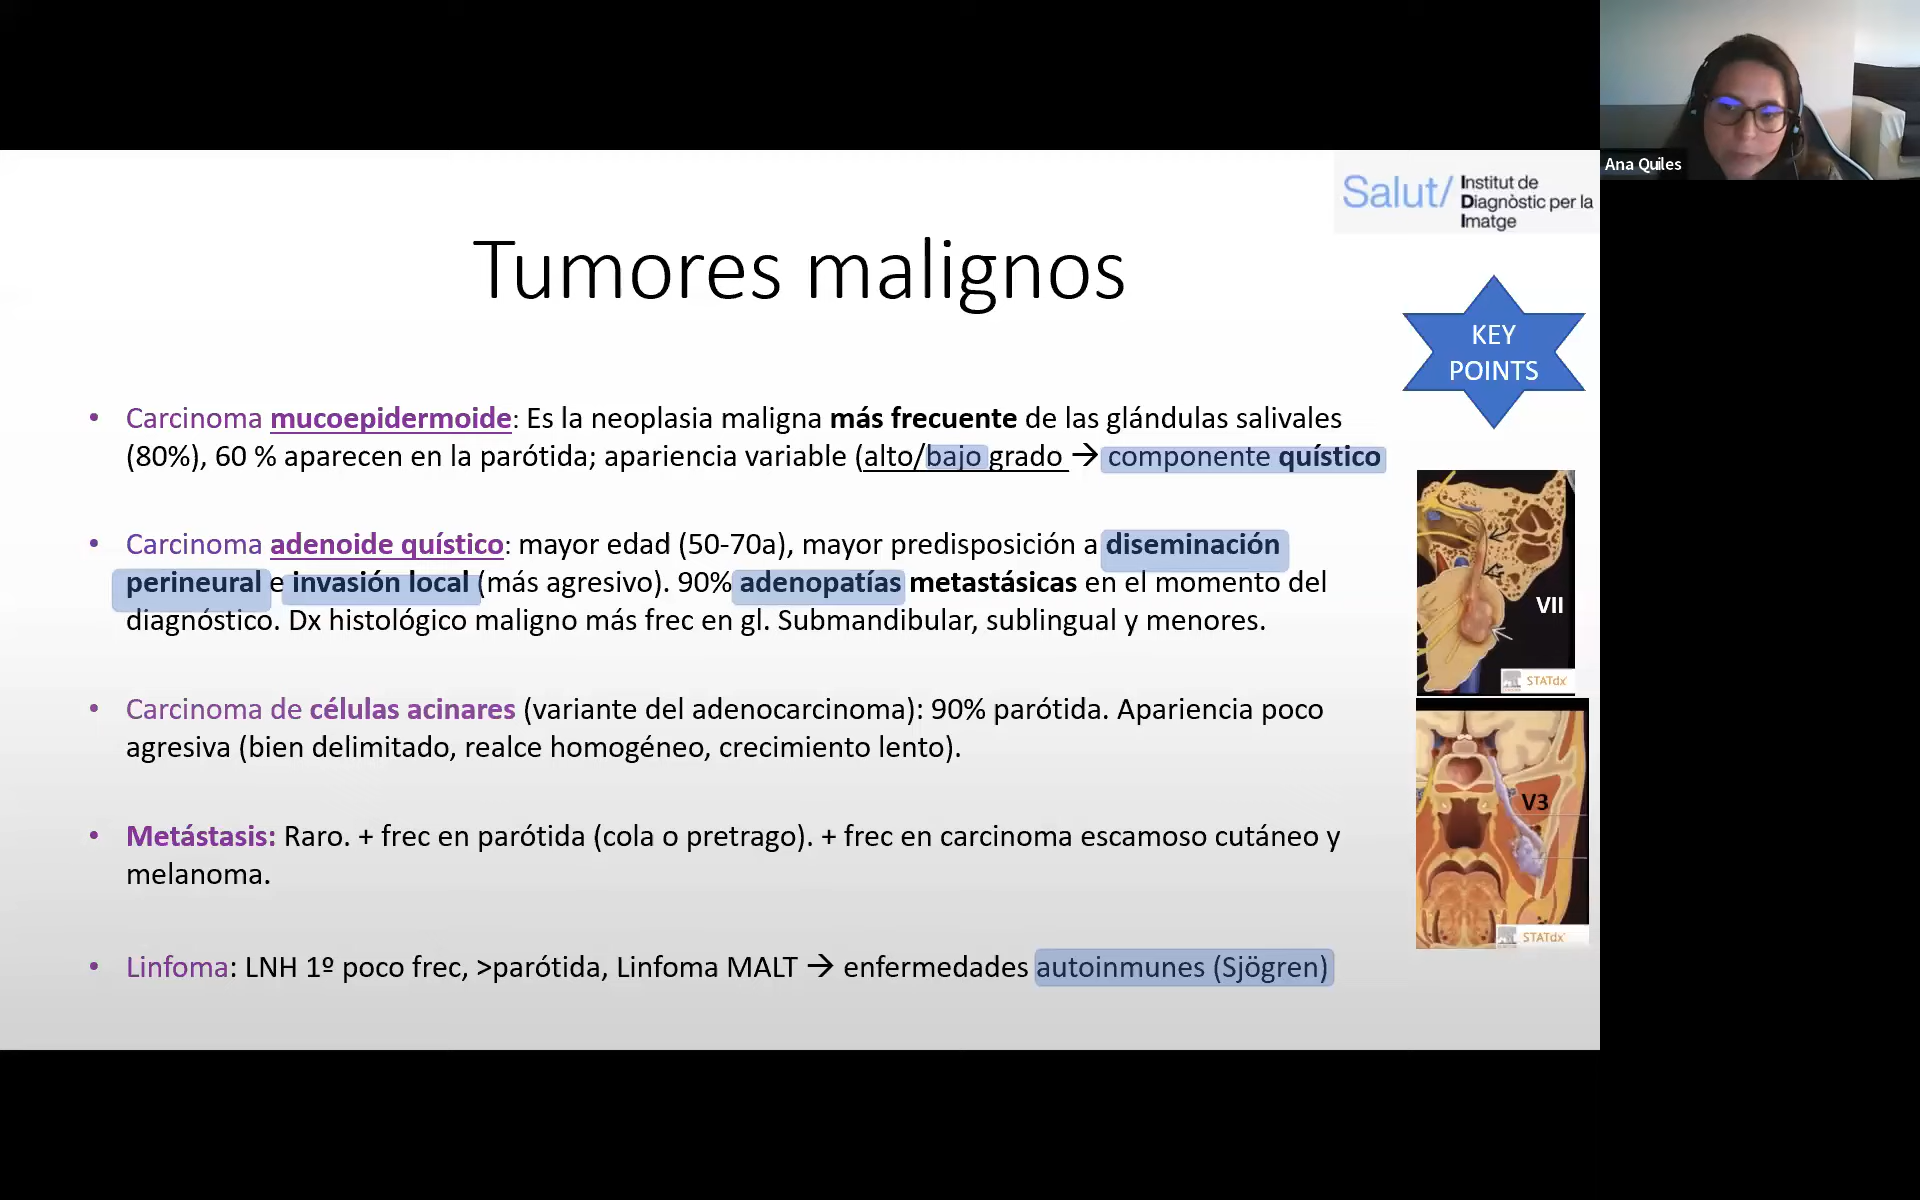 Ana Quiles
Salut/ Institut de
Diagnòstic per la
Imatge
Tumores malignos
KEY
POINTS
• Carcinoma mucoepidermoide: Es la neoplasia maligna más frecuente de las glándulas salivales
(80%), 60 % aparecen en la parótida; apariencia variable (alto/bajo grado → componente quístico
• Carcinoma adenoide quístico: mayor edad (50-70a), mayor predisposición a diseminación
perineural e invasión local (más agresivo). 90% adenopatías metastásicas en el momento del
diagnóstico. Dx histológico maligno más frec en gl. Submandibular, sublingual y menores.
• Carcinoma de células acinares (variante del adenocarcinoma): 90% parótida. Apariencia poco
agresiva (bien delimitado, realce homogéneo, crecimiento lento).
• Metástasis: Raro. + frec en parótida (cola o pretrago). + frec en carcinoma escamoso cutáneo y
melanoma.
• Linfoma: LNH 1º poco frec, >parótida, Linfoma MALT → enfermedades autoinmunes (Sjögren)
VII
STATdx
V3
STATdx